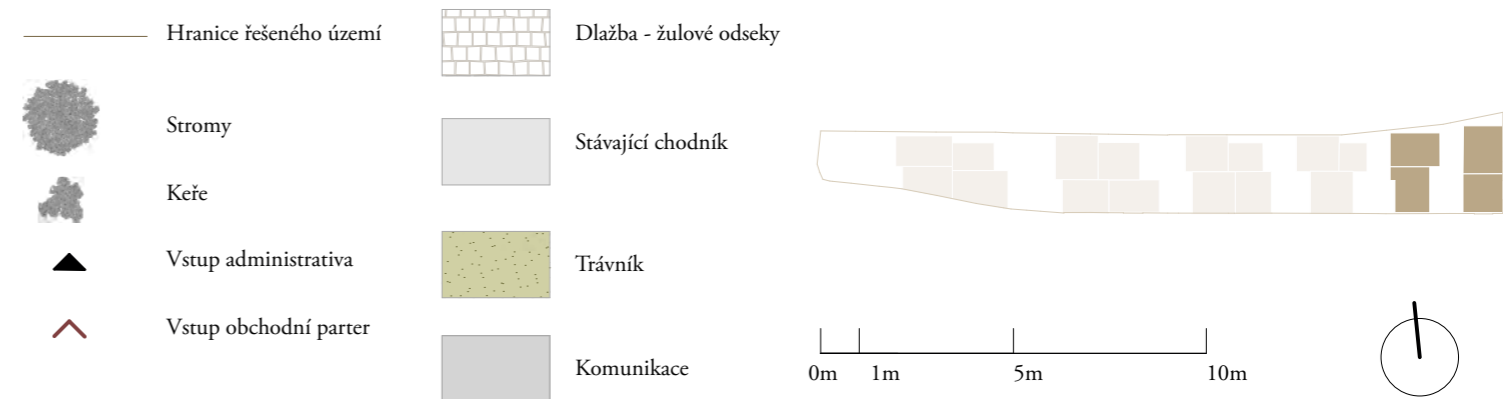 Hranice řešeného území
Stromy
Keře
Vstup administrativa
Vstup obchodní parter
Dlažba - žulové odseky
Stávající chodník
Trávník
Komunikace
0m 1m 5m 10m